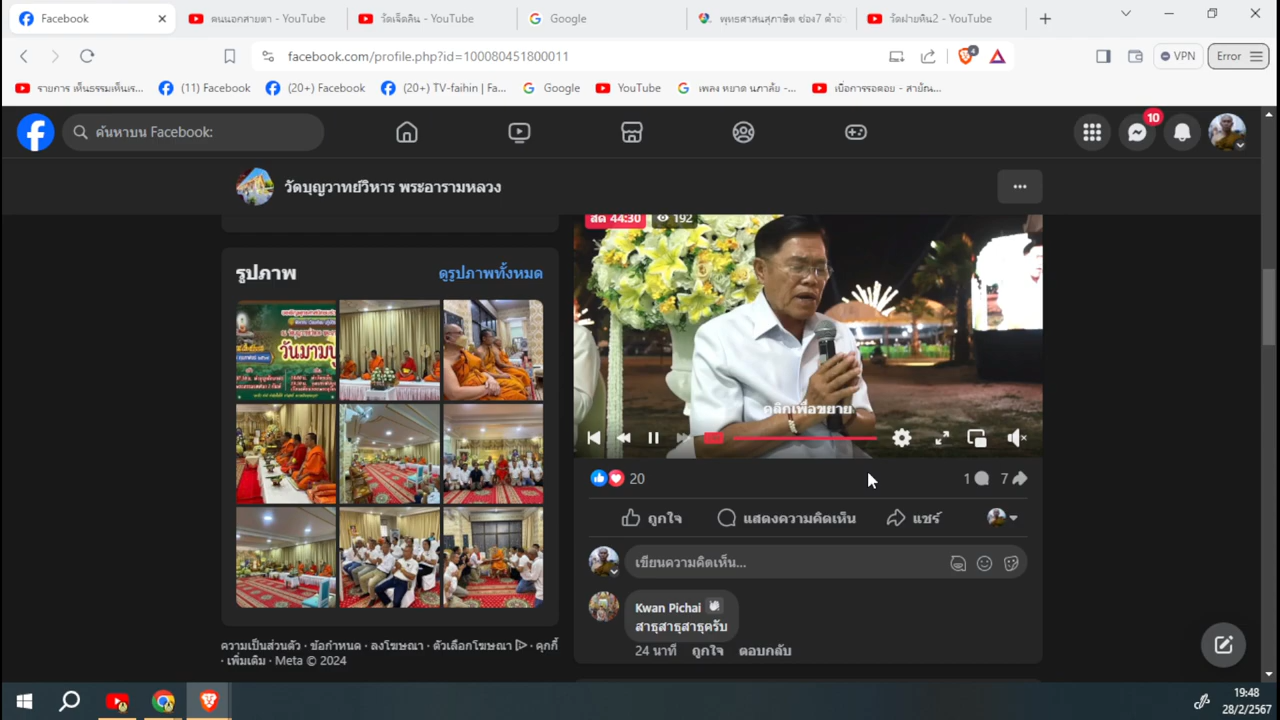 Facebook
คนนอกสายตา - YouTube
วัดเจ็ดลิน - YouTube
Google
พุทธศาสนสุภาษิต ช่อง7 ต๋ำอ๋า
วัดฝายหิน2 - YouTube
facebook.com/profile.php?id=100080451800011
4
VPN
Error
รายการ เห็นธรรมเห็นเร...
(11) Facebook
(20+) Facebook
(20+) TV-faihin | Fa...
Google
YouTube
เพลง หยาด นภาลัย -...
เบื่อการรอคอย - สายัณ...
ค้นหาบน Facebook:
10
วัดบุญวาทย์วิหาร พระอารามหลวง
สด 44:30
192
รูปภาพ
ดูรูปภาพทั้งหมด
คลิกเพื่อขยาย
20
1
7
ถูกใจ
แสดงความคิดเห็น
แชร์
เขียนความคิดเห็น...
Kwan Pichai
สาธุสาธุสาธุครับ
24 นาที
ถูกใจ
ตอบกลับ
ความเป็นส่วนตัว · ข้อกำหนด · ลงโฆษณา · ตัวเลือกโฆษณา · คุกกี้
· เพิ่มเติม · Meta © 2024
19:48
28/2/2567